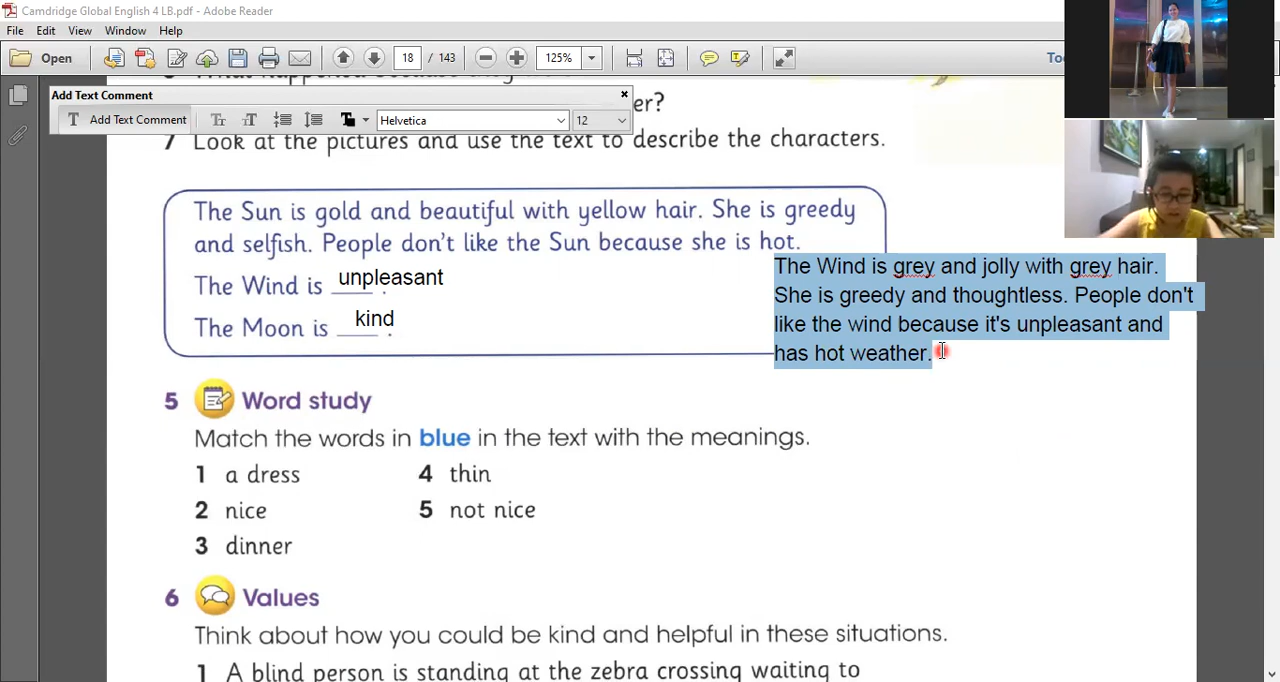 Camdridge Global English 4 LB.pdf - Adobe Reader
File Edit View Window Help
Open 18 / 143 125%
Add Text Comment
er?
T Add Text Comment Helvetica 12
7 Look at the pictures and use the text to describe the characters.
The Sun is gold and beautiful with yellow hair. She is greedy
and selfish. People don't like the Sun because she is hot.
The Wind is unpleasant .
The Moon is kind .
The Wind is grey and jolly with grey hair.
She is greedy and thoughtless. People don't
like the wind because it's unpleasant and
has hot weather.
5 Word study
Match the words in blue in the text with the meanings.
1 a dress 4 thin
2 nice 5 not nice
3 dinner
6 Values
Think about how you could be kind and helpful in these situations.
1 A blind person is standing at the zebra crossing waiting to